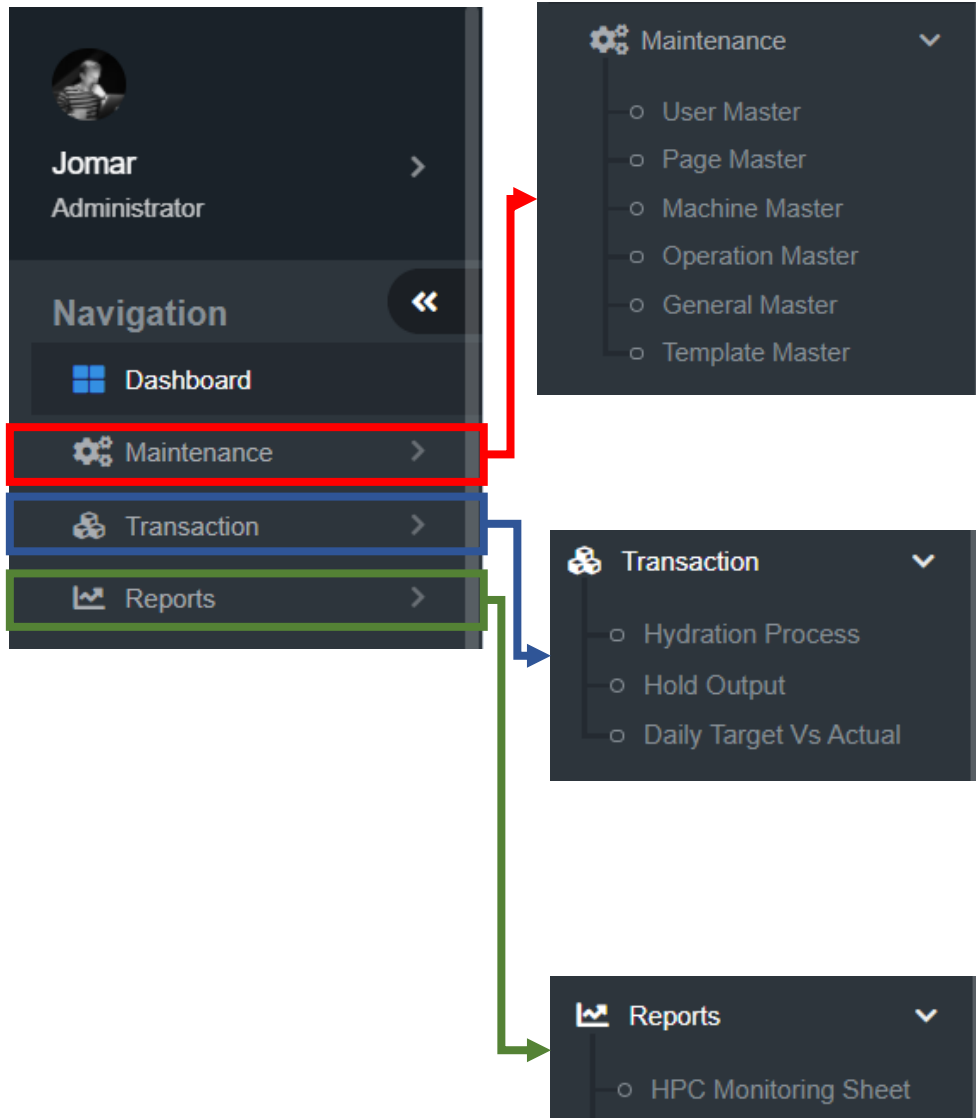 Jomar
Administrator
Navigation
Dashboard
Maintenance
Transaction
Reports
Maintenance
User Master
Page Master
Machine Master
Operation Master
General Master
Template Master
Transaction
Hydration Process
Hold Output
Daily Target Vs Actual
Reports
HPC Monitoring Sheet